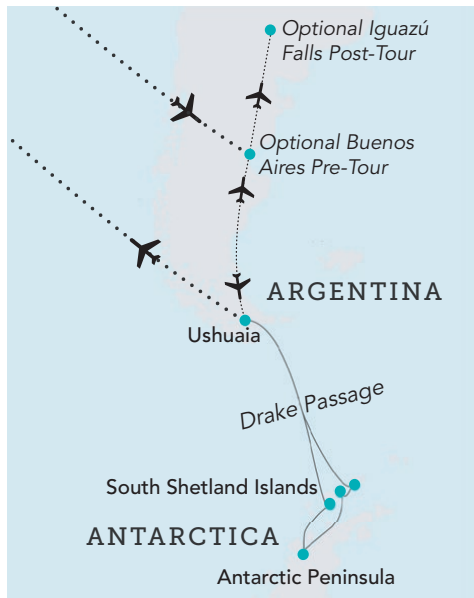 Optional Iguazú
Falls Post-Tour
Optional Buenos
Aires Pre-Tour
ARGENTINA
Ushuaia
Drake Passage
South Shetland Islands
ANTARCTICA
Antarctic Peninsula